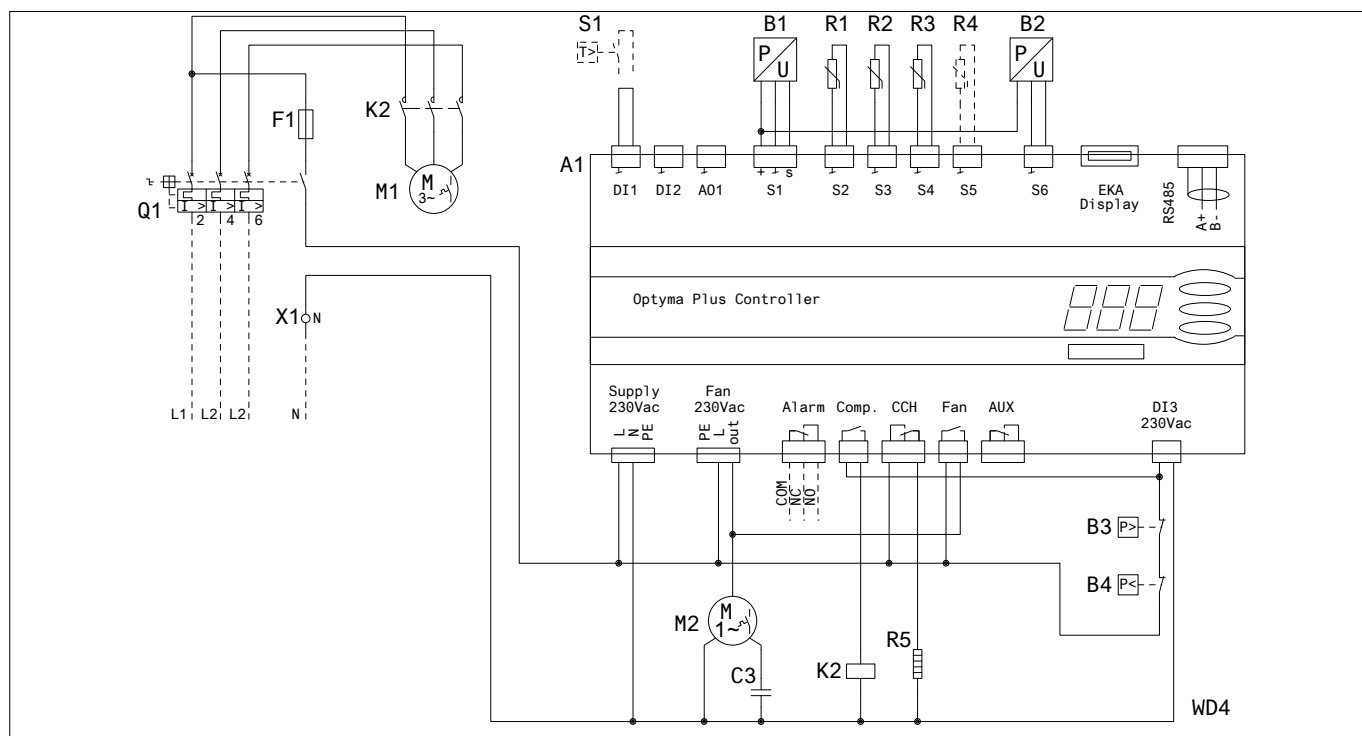 S1
B1
R1
R2
R3
R4
B2
T>
P
U
P
U
K2
F1
M1
M
3~
A1
+
s
DI1
DI2
AO1
S1
S2
S3
S4
S5
S6
EKA
Display
RS485
A+
B-
Q1
I >
I >
I >
2
4
6
Optyma Plus Controller
X1
N
L1
L2
L2
N
Supply
230Vac
Fan
230Vac
Alarm
Comp.
CCH
Fan
AUX
DI3
230Vac
L
N
PE
PE
L
out
COM
NC
NO
B3
P>
B4
P<
M2
M
1~
C3
K2
R5
WD4